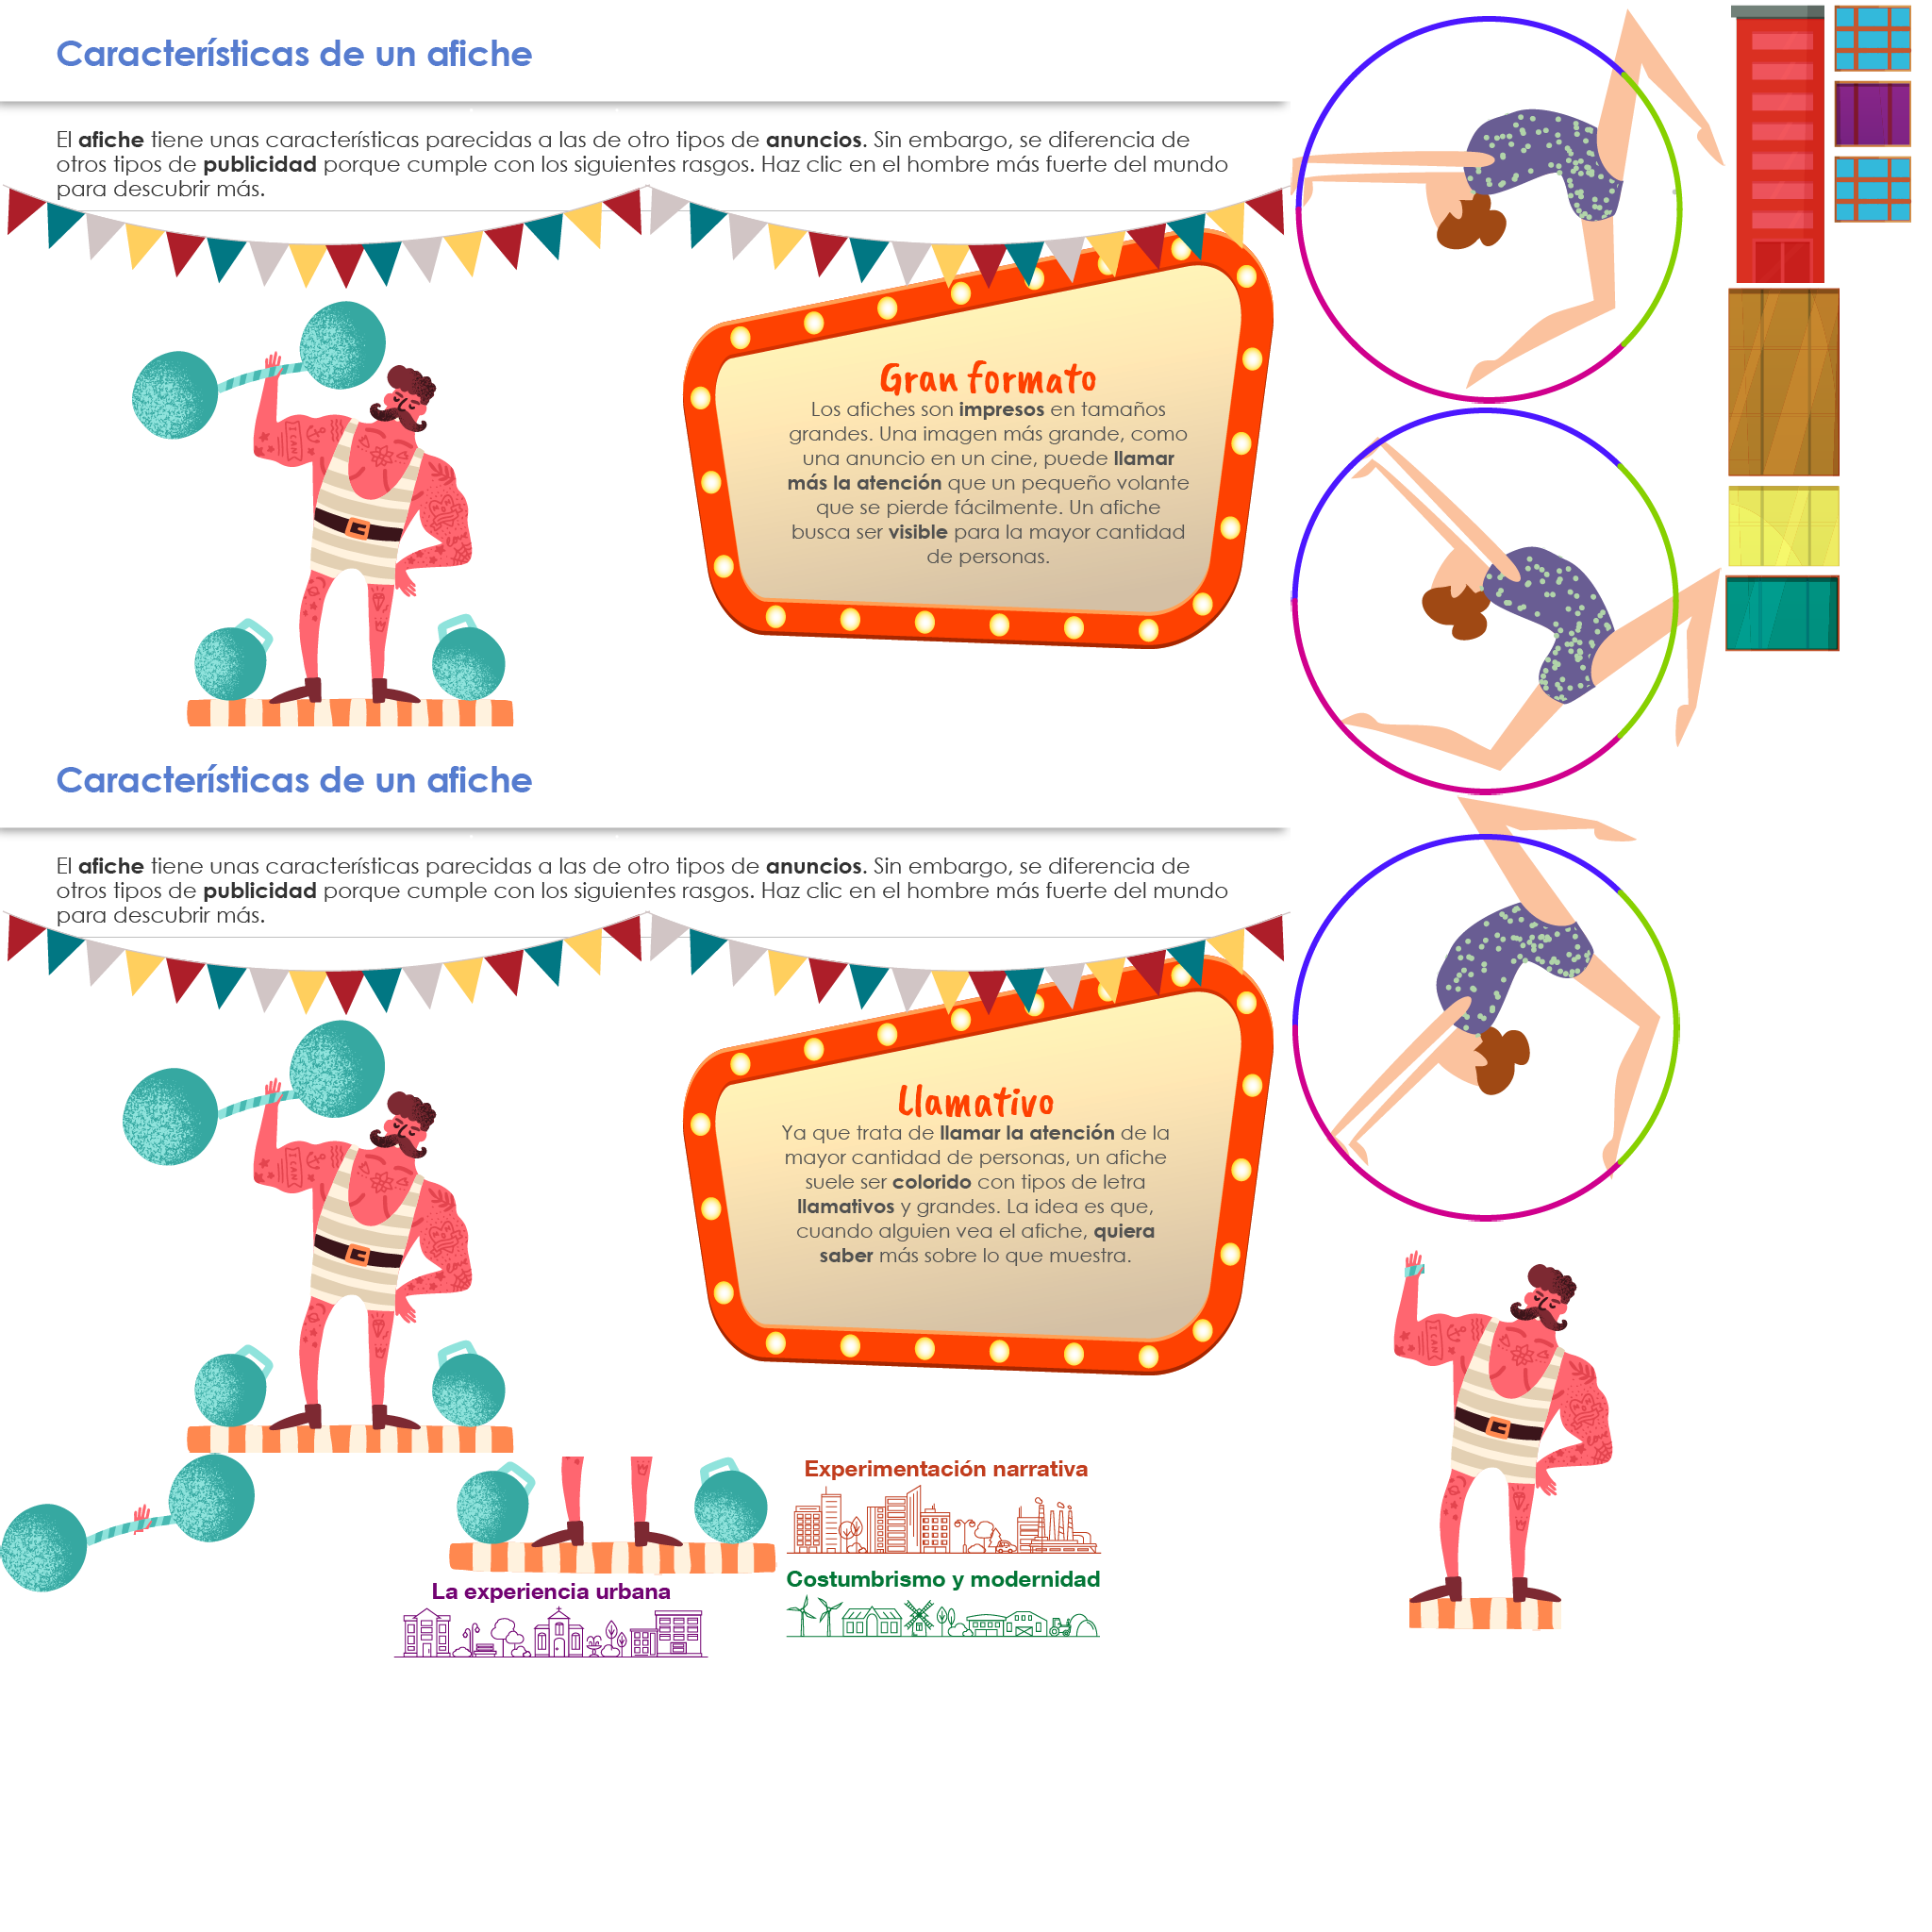 Características de un afiche
El afiche tiene unas características parecidas a las de otro tipos de anuncios. Sin embargo, se diferencia de
otros tipos de publicidad porque cumple con los siguientes rasgos. Haz clic en el hombre más fuerte del mundo
para descubrir más.
Gran formato
Los afiches son impresos en tamaños
grandes. Una imagen más grande, como
una anuncio en un cine, puede llamar
más la atención que un pequeño volante
que se pierde fácilmente. Un afiche
busca ser visible para la mayor cantidad
de personas.
I CAN
Características de un afiche
El afiche tiene unas características parecidas a las de otro tipos de anuncios. Sin embargo, se diferencia de
otros tipos de publicidad porque cumple con los siguientes rasgos. Haz clic en el hombre más fuerte del mundo
para descubrir más.
Llamativo
Ya que trata de llamar la atención de la
mayor cantidad de personas, un afiche
suele ser colorido con tipos de letra
llamativos y grandes. La idea es que,
cuando alguien vea el afiche, quiera
saber más sobre lo que muestra.
I CAN
I CAN
Experimentación narrativa
Costumbrismo y modernidad
La experiencia urbana